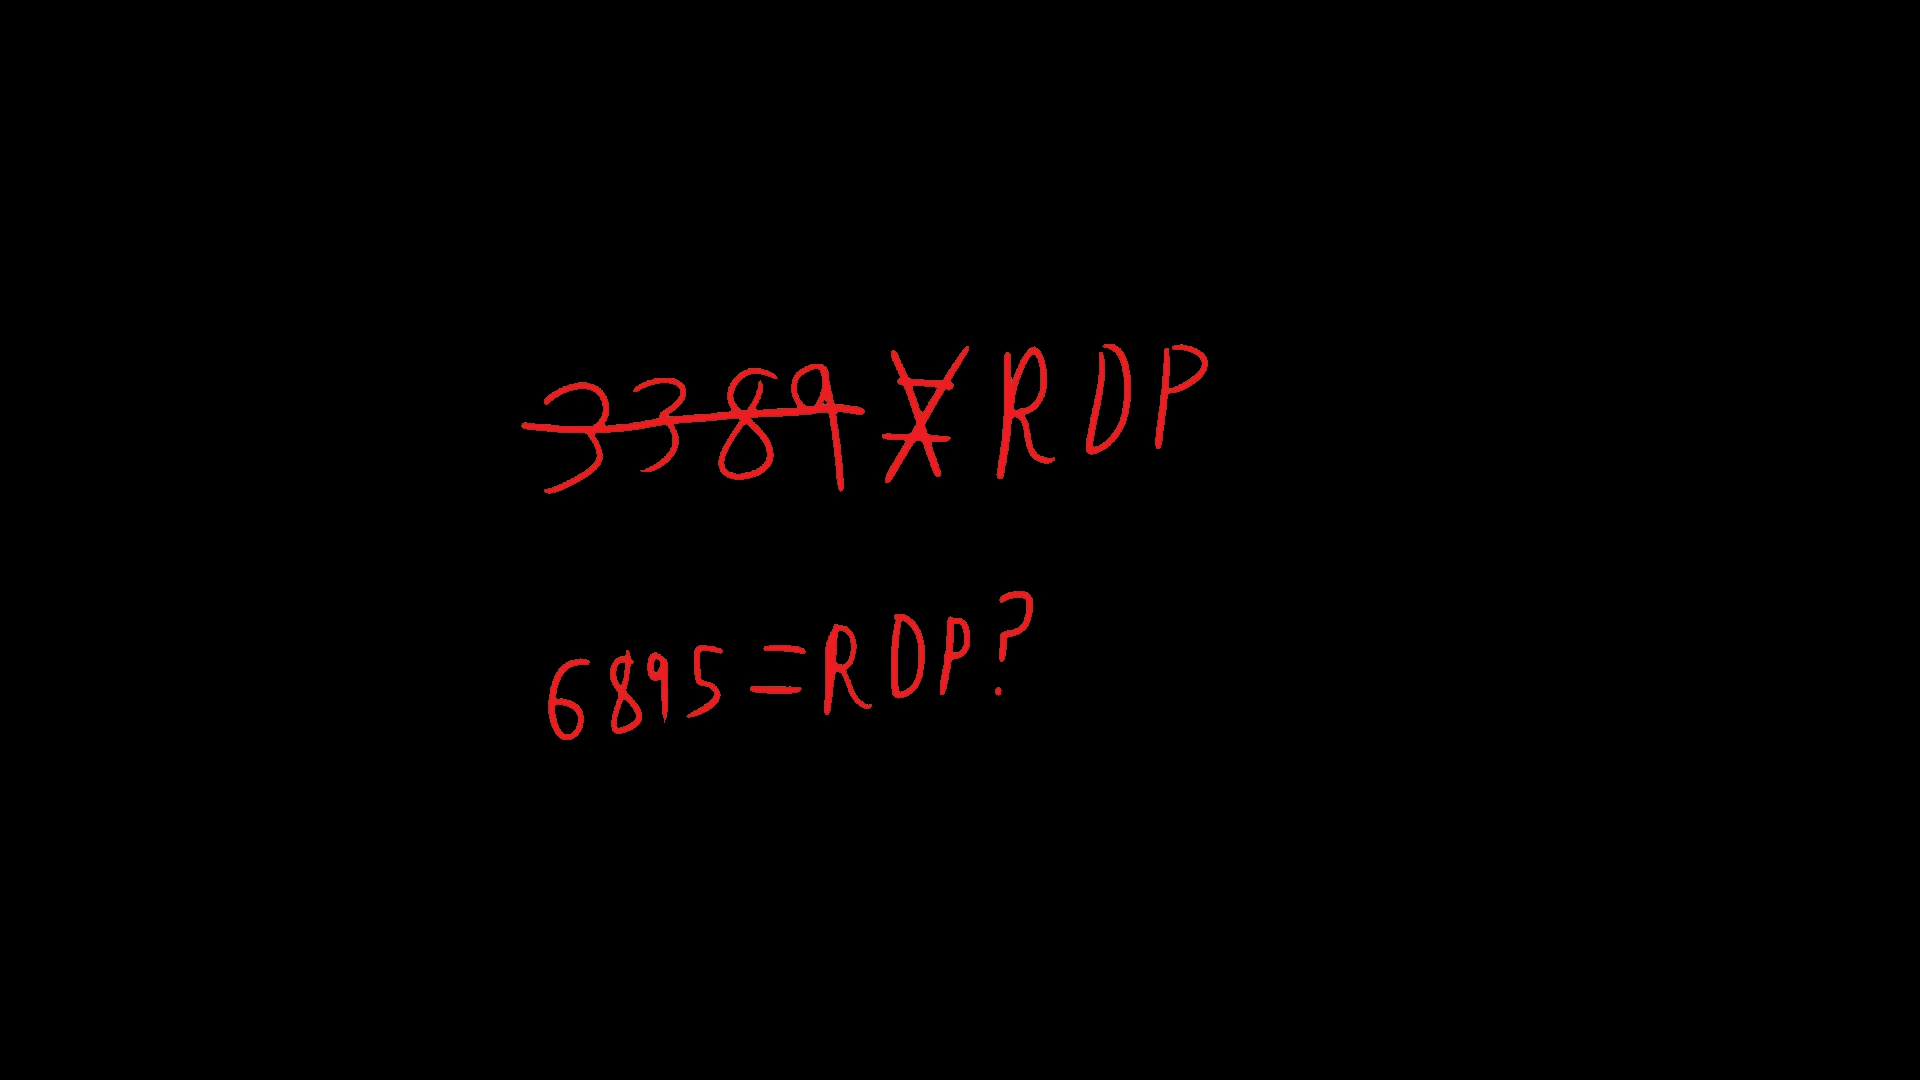 3389 = RDP
6895 = RDP?